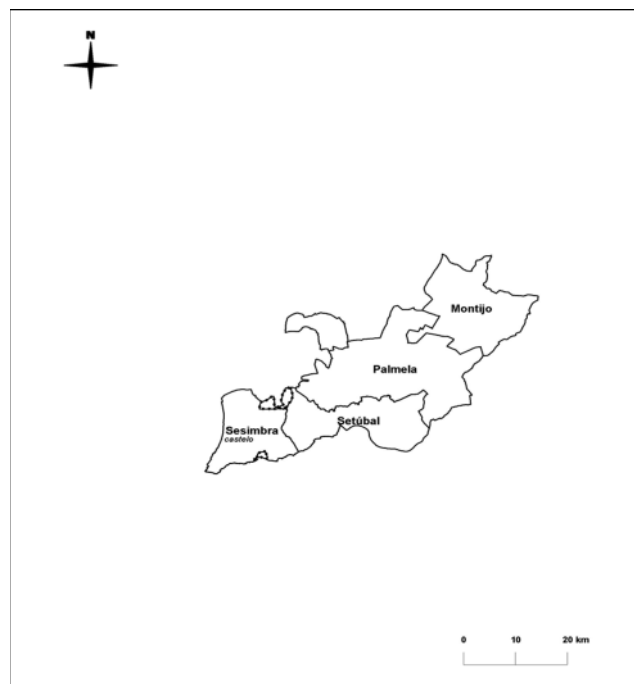 N
Montijo
Palmela
Setúbal
Sesimbra
castelo
0 10 20 km